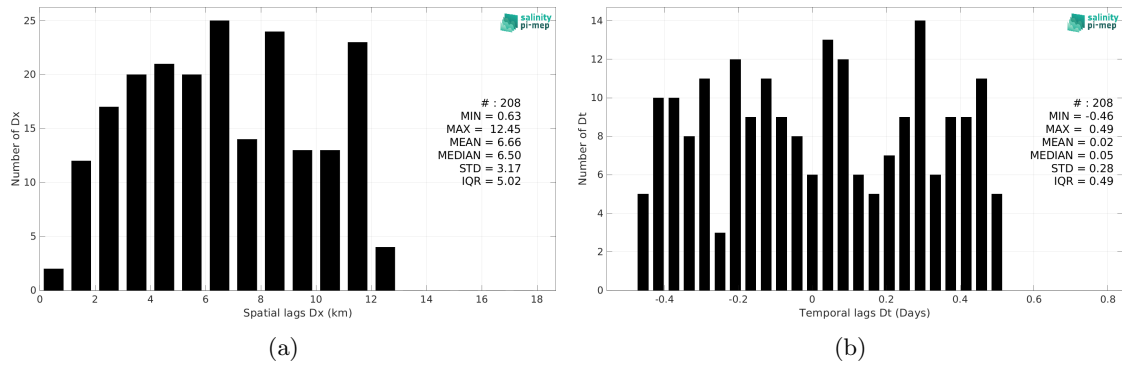 25
20
15
10
5
0
Number of Dx
0 2 4 6 8 10 12 14 16 18
Spatial lags Dx (km)
salinity
pi-mep
# : 208
MIN = 0.63
MAX = 12.45
MEAN = 6.66
MEDIAN = 6.50
STD = 3.17
IQR = 5.02
(a)
14
12
10
8
6
4
2
0
Number of Dt
-0.4 -0.2 0 0.2 0.4 0.6 0.8
Temporal lags Dt (Days)
salinity
pi-mep
# : 208
MIN = -0.46
MAX = 0.49
MEAN = 0.02
MEDIAN = 0.05
STD = 0.28
IQR = 0.49
(b)